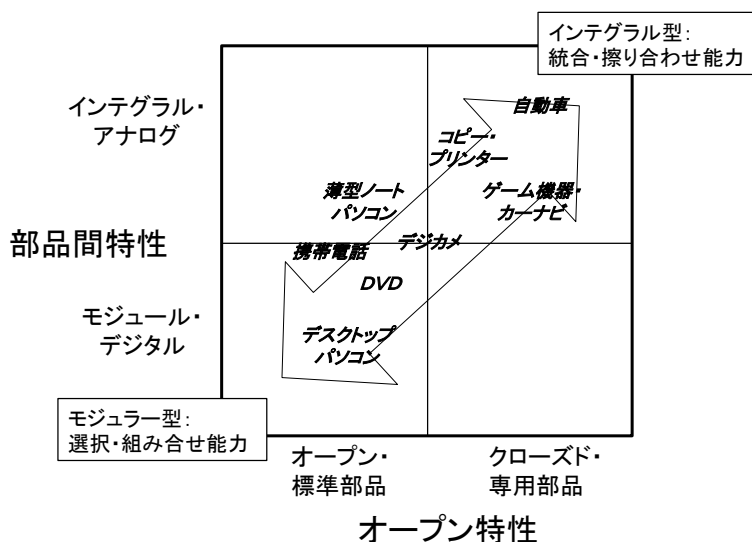 インテグラル型：
統合・擦り合わせ能力
インテグラル・
アナログ
自動車
コピー・
プリンター
薄型ノート
パソコン
ゲーム機器・
カーナビ
部品間特性
携帯電話
デジカメ
DVD
モジュール・
デジタル
デスクトップ
パソコン
モジュラー型：
選択・組み合せ能力
オープン・
標準部品
クローズド・
専用部品
オープン特性